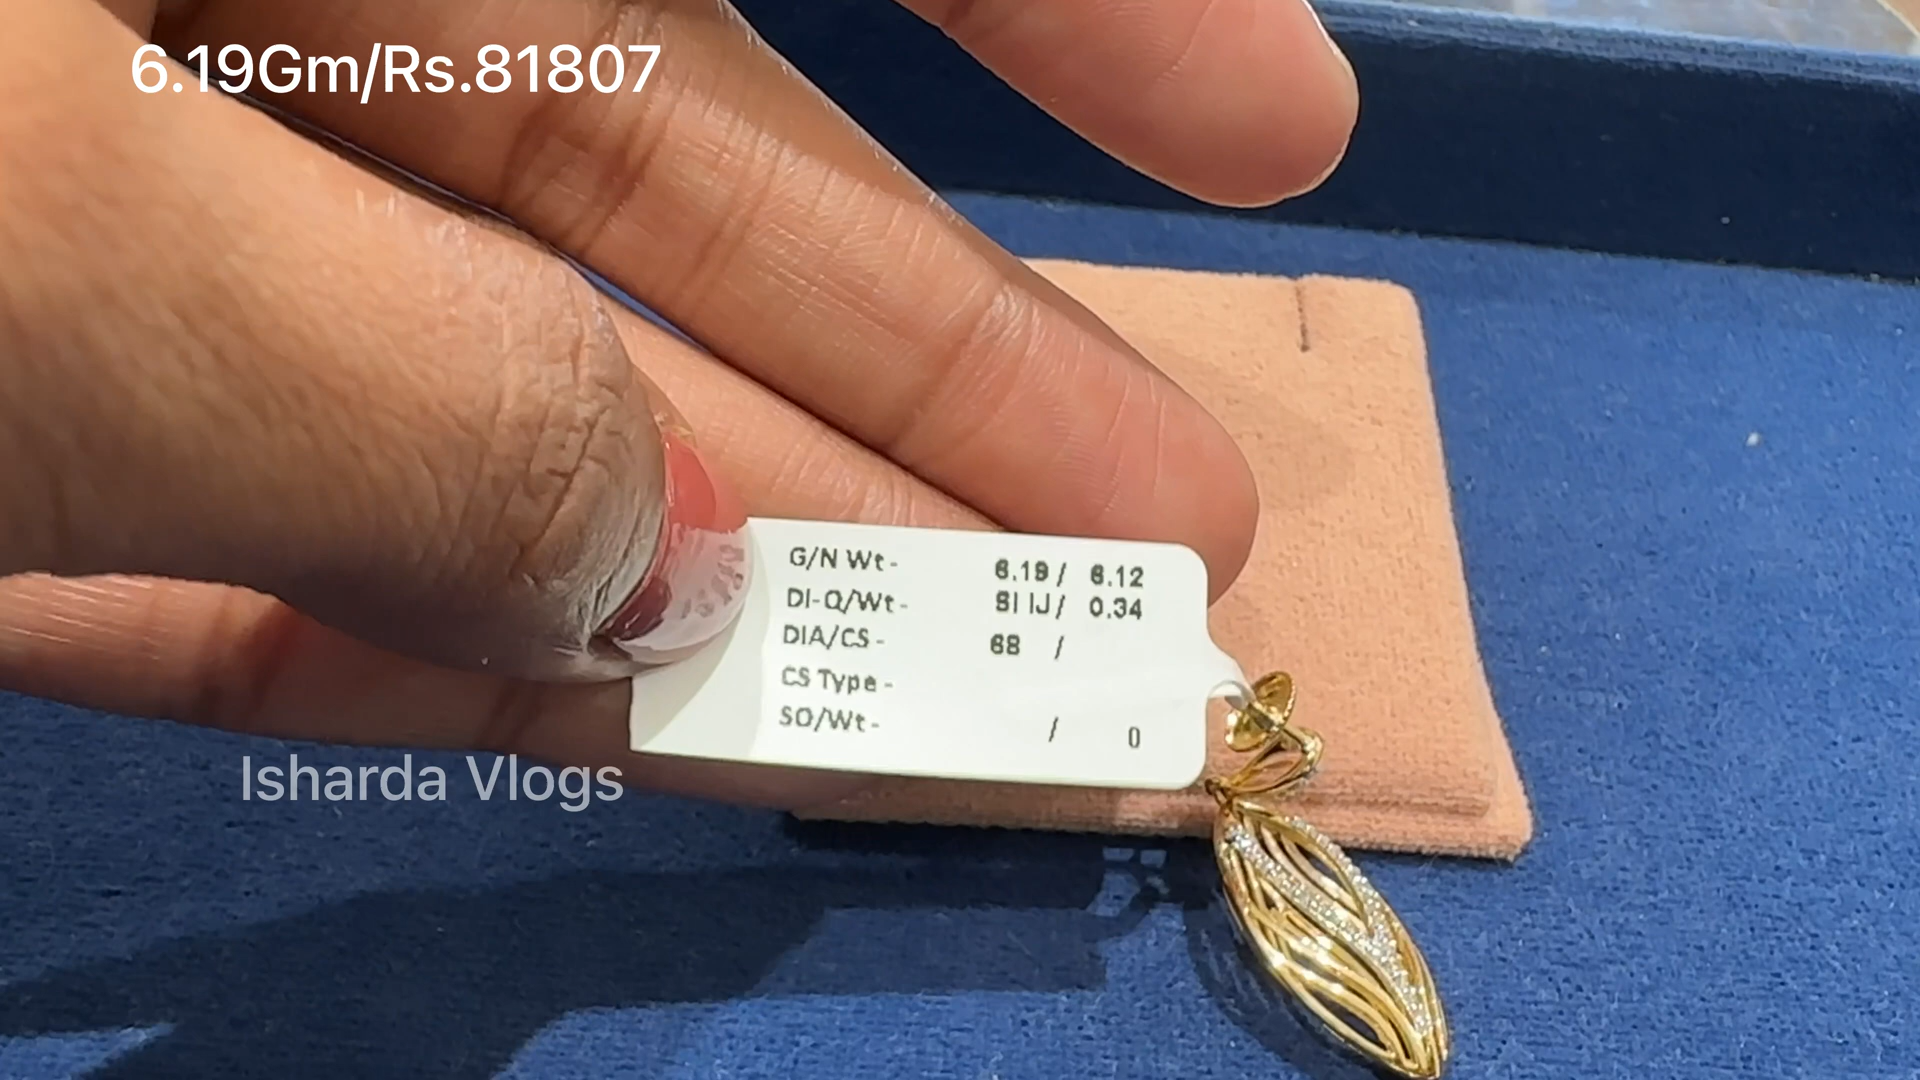 6.19Gm/Rs.81807
G/N Wt - 6.19 / 6.12
DI-Q/Wt - SI IJ / 0.34
DIA/CS - 68 /
CS Type -
SO/Wt - / 0
Isharda Vlogs